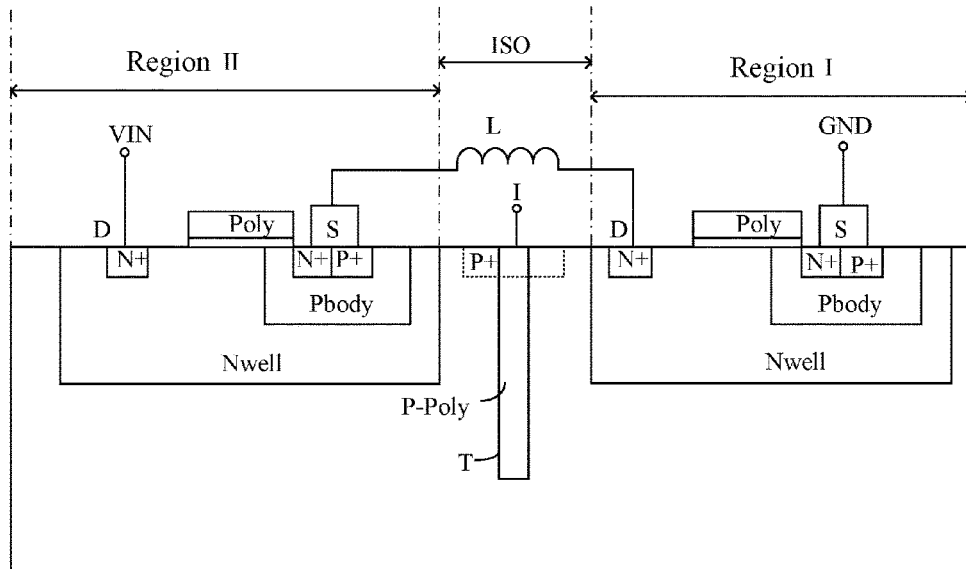 ISO
Region II
Region I
L
VIN
GND
I
D
Poly
S
D
Poly
S
N+
N+
P+
P+
N+
N+
P+
Pbody
Pbody
Nwell
Nwell
P-Poly
T